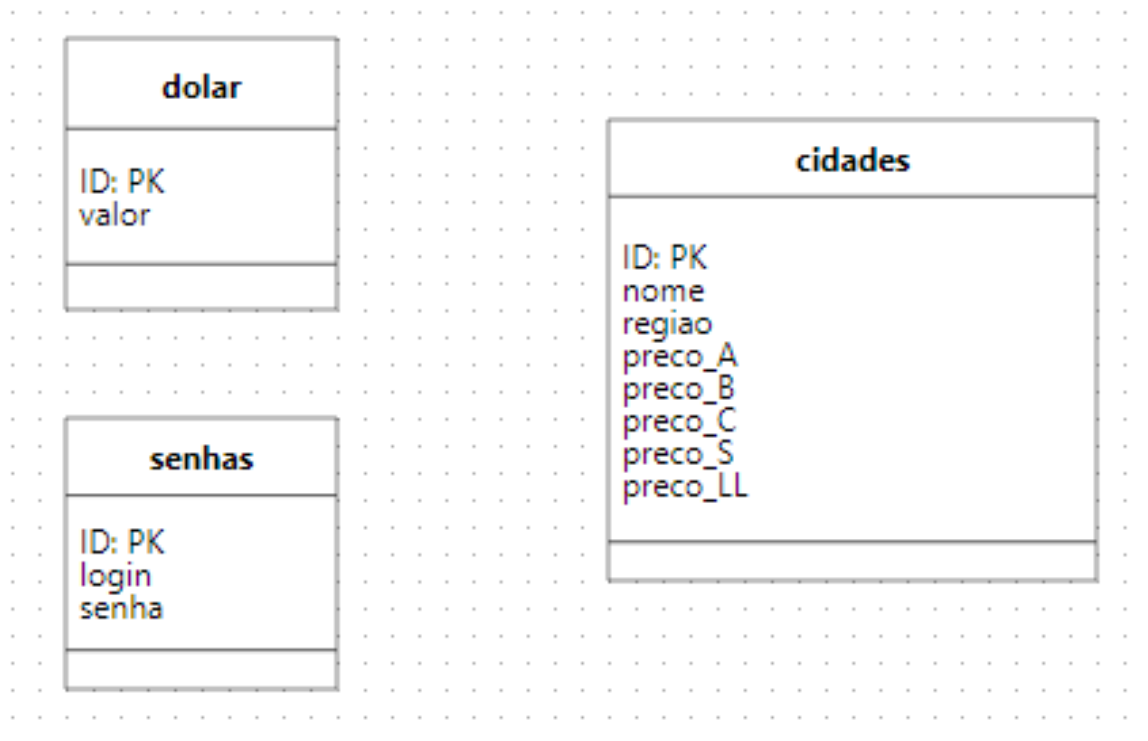 dolar
ID: PK
valor
senhas
ID: PK
login
senha
cidades
ID: PK
nome
regiao
preco_A
preco_B
preco_C
preco_S
preco_LL